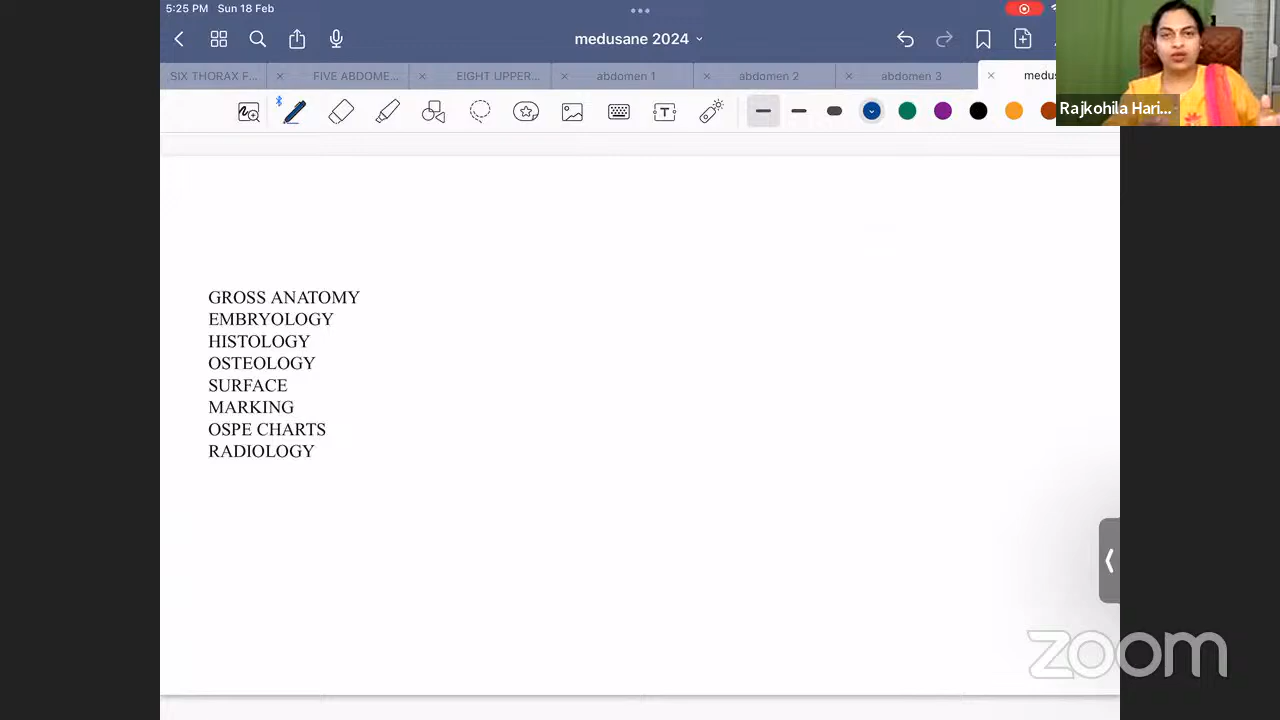 5:25 PM Sun 18 Feb
medusane 2024
SIX THORAX F...
FIVE ABDOME...
EIGHT UPPER...
abdomen 1
abdomen 2
abdomen 3
medus
Rajkohila Hari...
GROSS ANATOMY
EMBRYOLOGY
HISTOLOGY
OSTEOLOGY
SURFACE
MARKING
OSPE CHARTS
RADIOLOGY
zoom